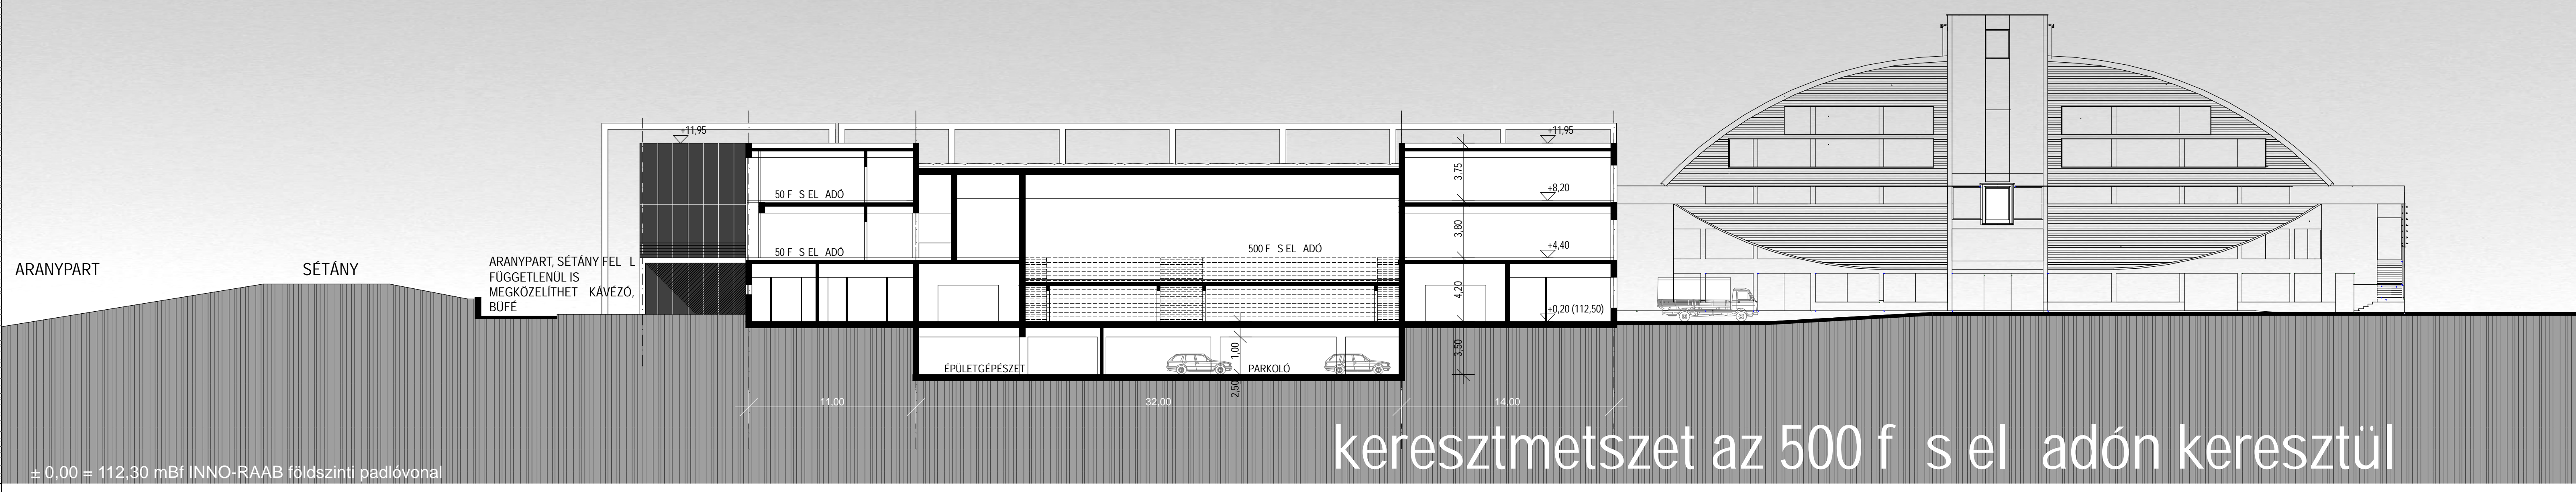 +11,95
+11,95
3,75
50 F S EL ADÓ
+8,20
3,80
500 F S EL ADÓ
+4,40
50 F S EL ADÓ
ARANYPART
SÉTÁNY
ARANYPART, SÉTÁNY FEL L
FÜGGETLENÜL IS
MEGKÖZELÍTHET KÁVÉZÓ,
BÜFÉ
4,20
+0,20 (112,50)
1,00
3,50
ÉPÜLETGÉPÉSZET
PARKOLÓ
2,50
11,00
32,00
14,00
keresztmetszet az 500 f s el adón keresztül
± 0,00 = 112,30 mBf INNO-RAAB földszinti padlóvonal